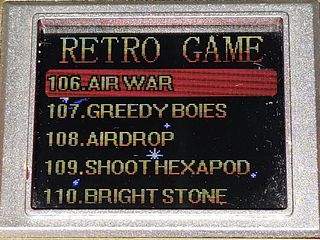 RETRO GAME
106.AIR WAR
107.GREEDY BOIES
108.AIRDROP
109.SHOOT HEXAPOD
110.BRIGHT STONE